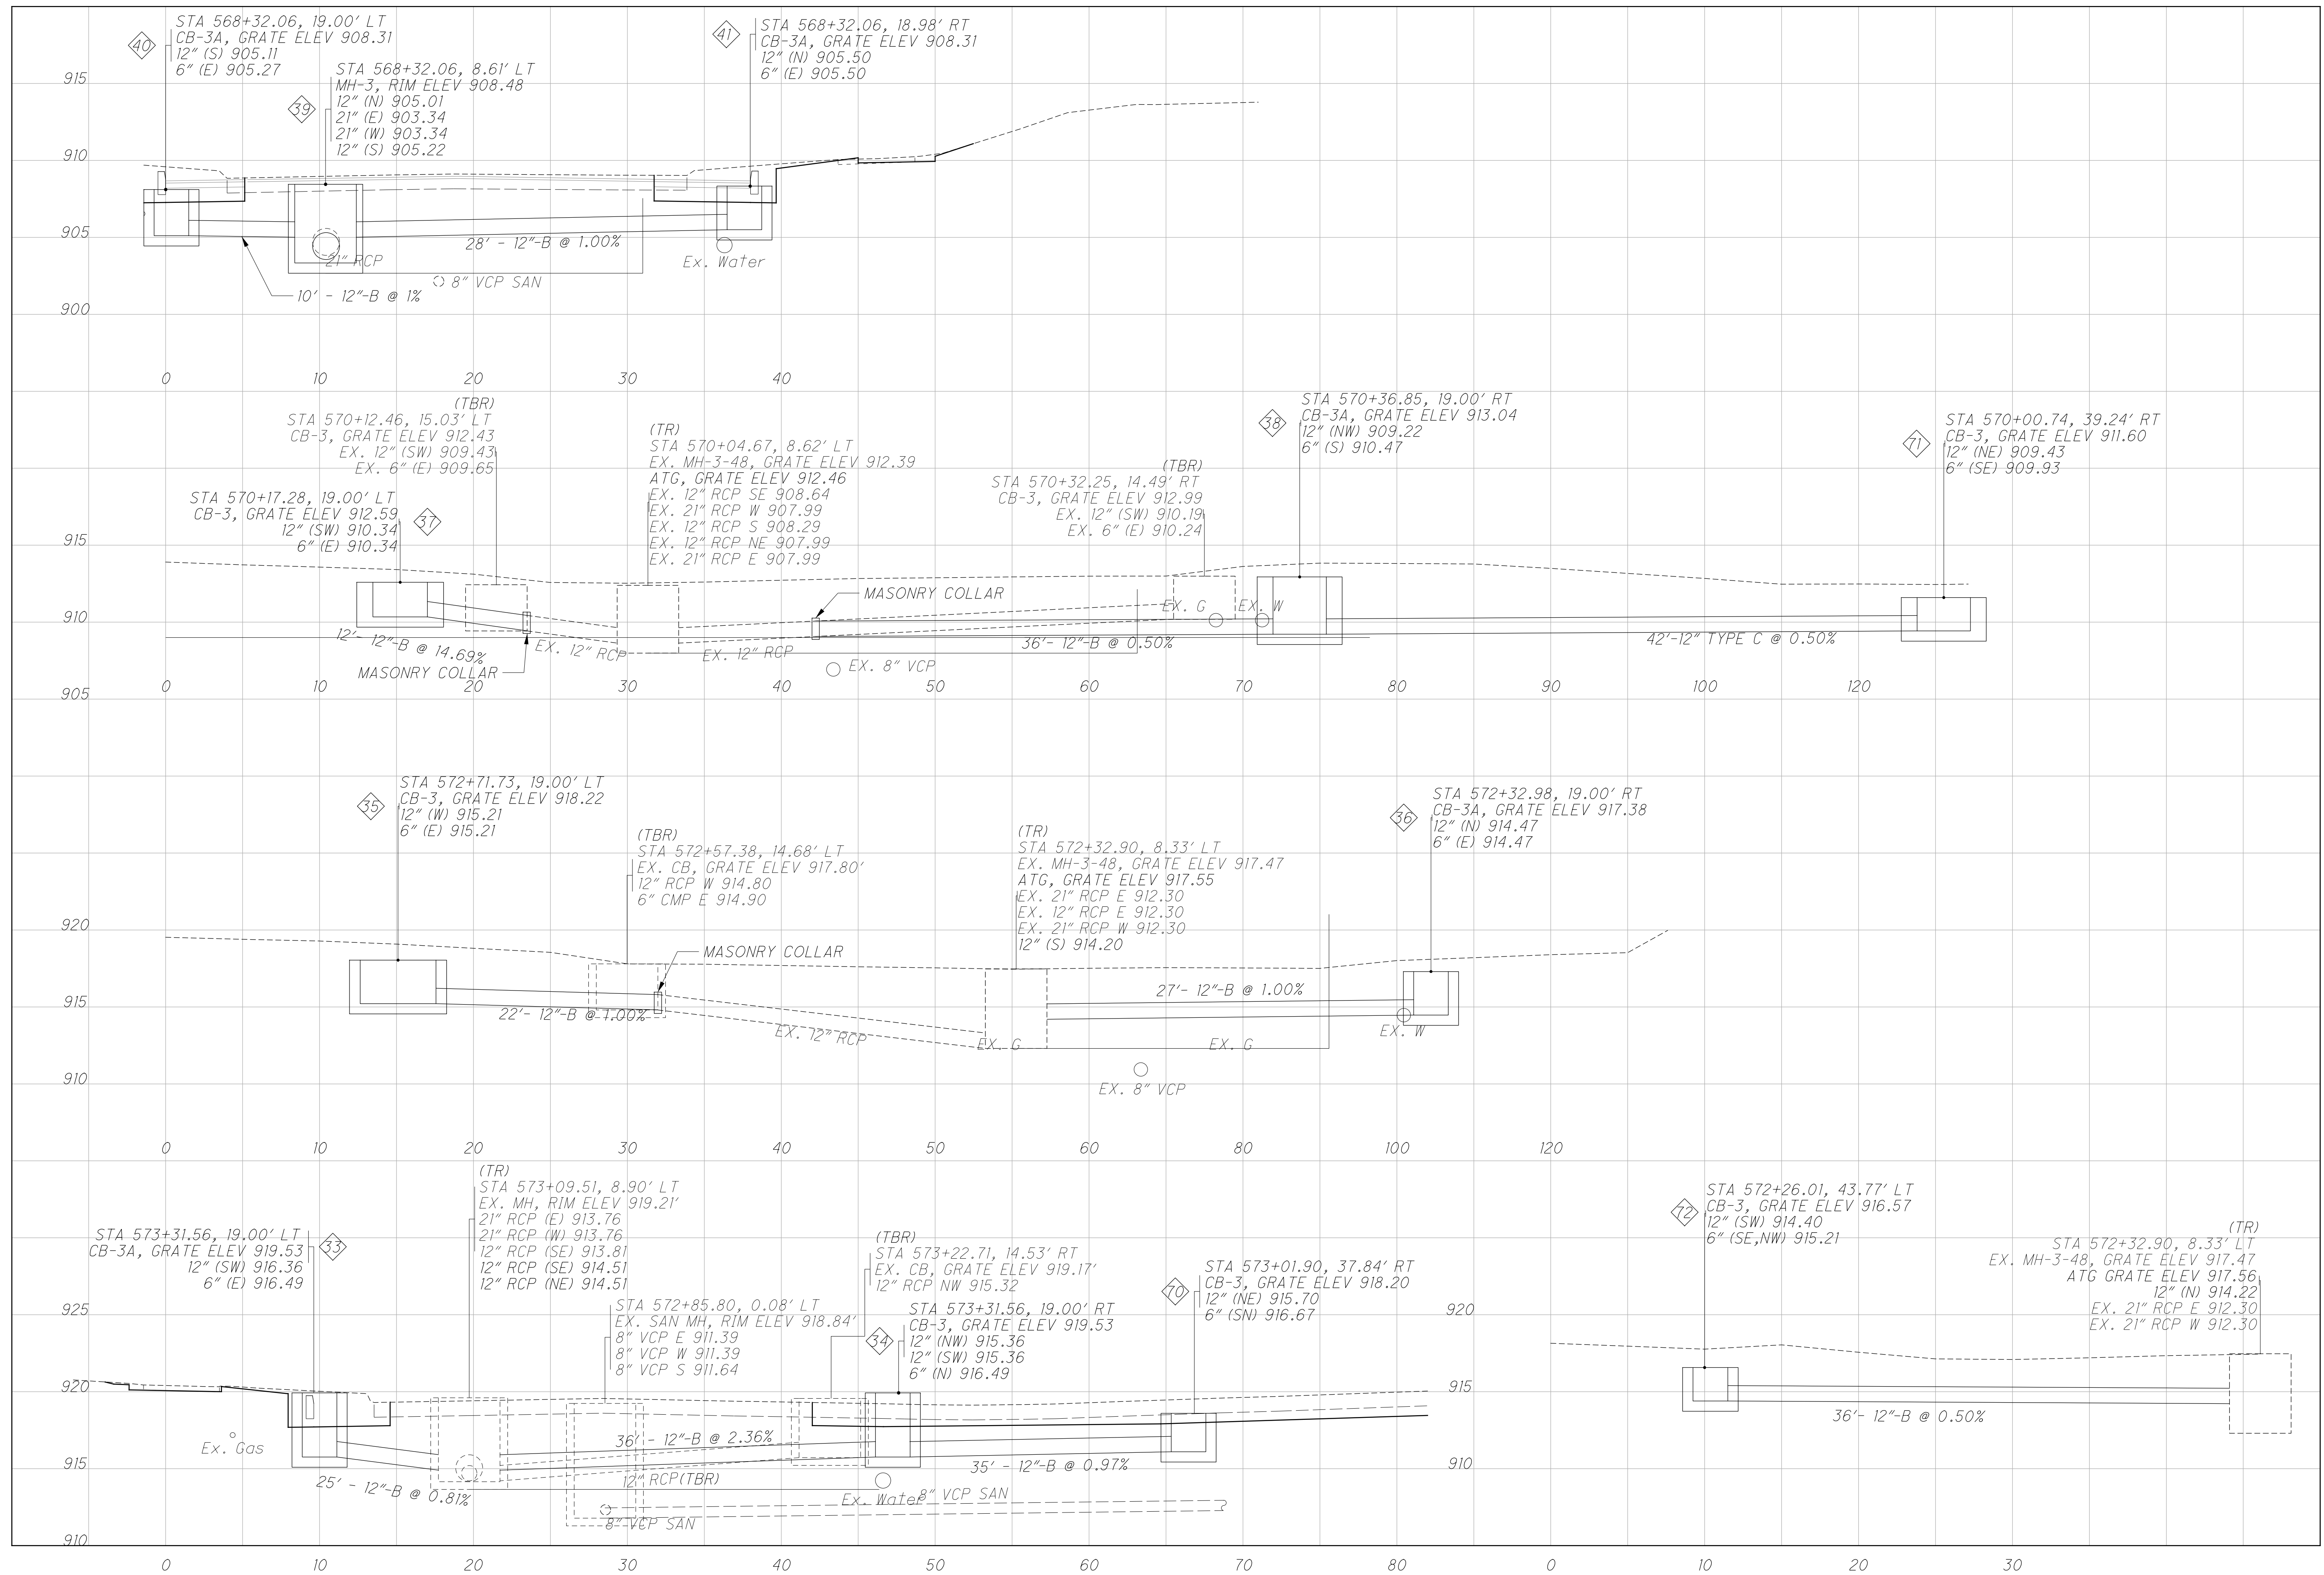 40
STA 568+32.06, 19.00' LT
CB-3A, GRATE ELEV 908.31
12" (S) 905.11
6" (E) 905.27
39
STA 568+32.06, 8.61' LT
MH-3, RIM ELEV 908.48
12" (N) 905.01
21" (E) 903.34
21" (W) 903.34
12" (S) 905.22
41
STA 568+32.06, 18.98' RT
CB-3A, GRATE ELEV 908.31
12" (N) 905.50
6" (E) 905.50
915
910
905
900
28' - 12"-B @ 1.00%
21" RCP
8" VCP SAN
10' - 12"-B @ 1%
Ex. Water
0 10 20 30 40
(TBR)
STA 570+12.46, 15.03' LT
CB-3, GRATE ELEV 912.43
EX. 12" (SW) 909.43
EX. 6" (E) 909.65
STA 570+17.28, 19.00' LT
CB-3, GRATE ELEV 912.59
12" (SW) 910.34
6" (E) 910.34
37
(TR)
STA 570+04.67, 8.62' LT
EX. MH-3-48, GRATE ELEV 912.39
ATG, GRATE ELEV 912.46
EX. 12" RCP SE 908.64
EX. 21" RCP W 907.99
EX. 12" RCP S 908.29
EX. 12" RCP NE 907.99
EX. 21" RCP E 907.99
(TBR)
STA 570+32.25, 14.49' RT
CB-3, GRATE ELEV 912.99
EX. 12" (SW) 910.19
EX. 6" (E) 910.24
38
STA 570+36.85, 19.00' RT
CB-3A, GRATE ELEV 913.04
12" (NW) 909.22
6" (S) 910.47
71
STA 570+00.74, 39.24' RT
CB-3, GRATE ELEV 911.60
12" (NE) 909.43
6" (SE) 909.93
915
910
905
MASONRY COLLAR
EX. G
EX. W
12'- 12"-B @ 14.69%
MASONRY COLLAR
EX. 12" RCP
EX. 12" RCP
EX. 8" VCP
36'- 12"-B @ 0.50%
42'-12" TYPE C @ 0.50%
0 10 20 30 40 50 60 70 80 90 100 120
35
STA 572+71.73, 19.00' LT
CB-3, GRATE ELEV 918.22
12" (W) 915.21
6" (E) 915.21
(TBR)
STA 572+57.38, 14.68' LT
EX. CB, GRATE ELEV 917.80'
12" RCP W 914.80
6" CMP E 914.90
(TR)
STA 572+32.90, 8.33' LT
EX. MH-3-48, GRATE ELEV 917.47
ATG, GRATE ELEV 917.55
EX. 21" RCP E 912.30
EX. 12" RCP E 912.30
EX. 21" RCP W 912.30
12" (S) 914.20
36
STA 572+32.98, 19.00' RT
CB-3A, GRATE ELEV 917.38
12" (N) 914.47
6" (E) 914.47
920
915
910
MASONRY COLLAR
22'- 12"-B @ 1.00%
EX. 12" RCP
27'- 12"-B @ 1.00%
EX. G
EX. G
EX. W
EX. 8" VCP
0 10 20 30 40 50 60 70 80 100 120
STA 573+31.56, 19.00' LT
CB-3A, GRATE ELEV 919.53
12" (SW) 916.36
6" (E) 916.49
33
(TR)
STA 573+09.51, 8.90' LT
EX. MH, RIM ELEV 919.21'
21" RCP (E) 913.76
21" RCP (W) 913.76
12" RCP (SE) 913.81
12" RCP (SE) 914.51
12" RCP (NE) 914.51
STA 572+85.80, 0.08' LT
EX. SAN MH, RIM ELEV 918.84'
8" VCP E 911.39
8" VCP W 911.39
8" VCP S 911.64
(TBR)
STA 573+22.71, 14.53' RT
EX. CB, GRATE ELEV 919.17'
12" RCP NW 915.32
34
STA 573+31.56, 19.00' RT
CB-3, GRATE ELEV 919.53
12" (NW) 915.36
12" (SW) 915.36
6" (N) 916.49
70
STA 573+01.90, 37.84' RT
CB-3, GRATE ELEV 918.20
12" (NE) 915.70
6" (SN) 916.67
72
STA 572+26.01, 43.77' LT
CB-3, GRATE ELEV 916.57
12" (SW) 914.40
6" (SE,NW) 915.21
(TR)
STA 572+32.90, 8.33' LT
EX. MH-3-48, GRATE ELEV 917.47
ATG GRATE ELEV 917.56
12" (N) 914.22
EX. 21" RCP E 912.30
EX. 21" RCP W 912.30
925
920
915
910
920
915
910
Ex. Gas
25' - 12"-B @ 0.81%
36' - 12"-B @ 2.36%
12" RCP(TBR)
8" VCP SAN
Ex. Water
8" VCP SAN
35' - 12"-B @ 0.97%
36'- 12"-B @ 0.50%
0 10 20 30 40 50 60 70 80 0 10 20 30